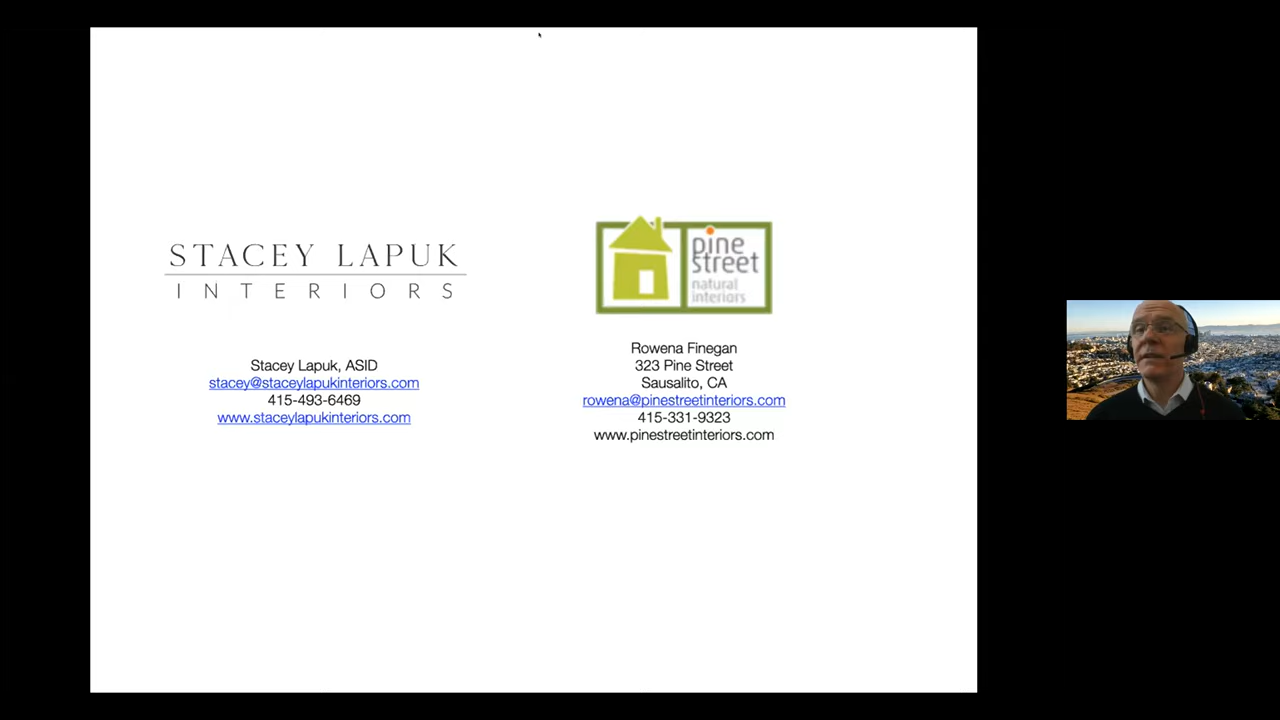 STACEY LAPUK
INTERIORS
Stacey Lapuk, ASID
stacey@staceylapukinteriors.com
415-493-6469
www.staceylapukinteriors.com
pine
street
natural
interiors
Rowena Finegan
323 Pine Street
Sausalito, CA
rowena@pinestreetinteriors.com
415-331-9323
www.pinestreetinteriors.com